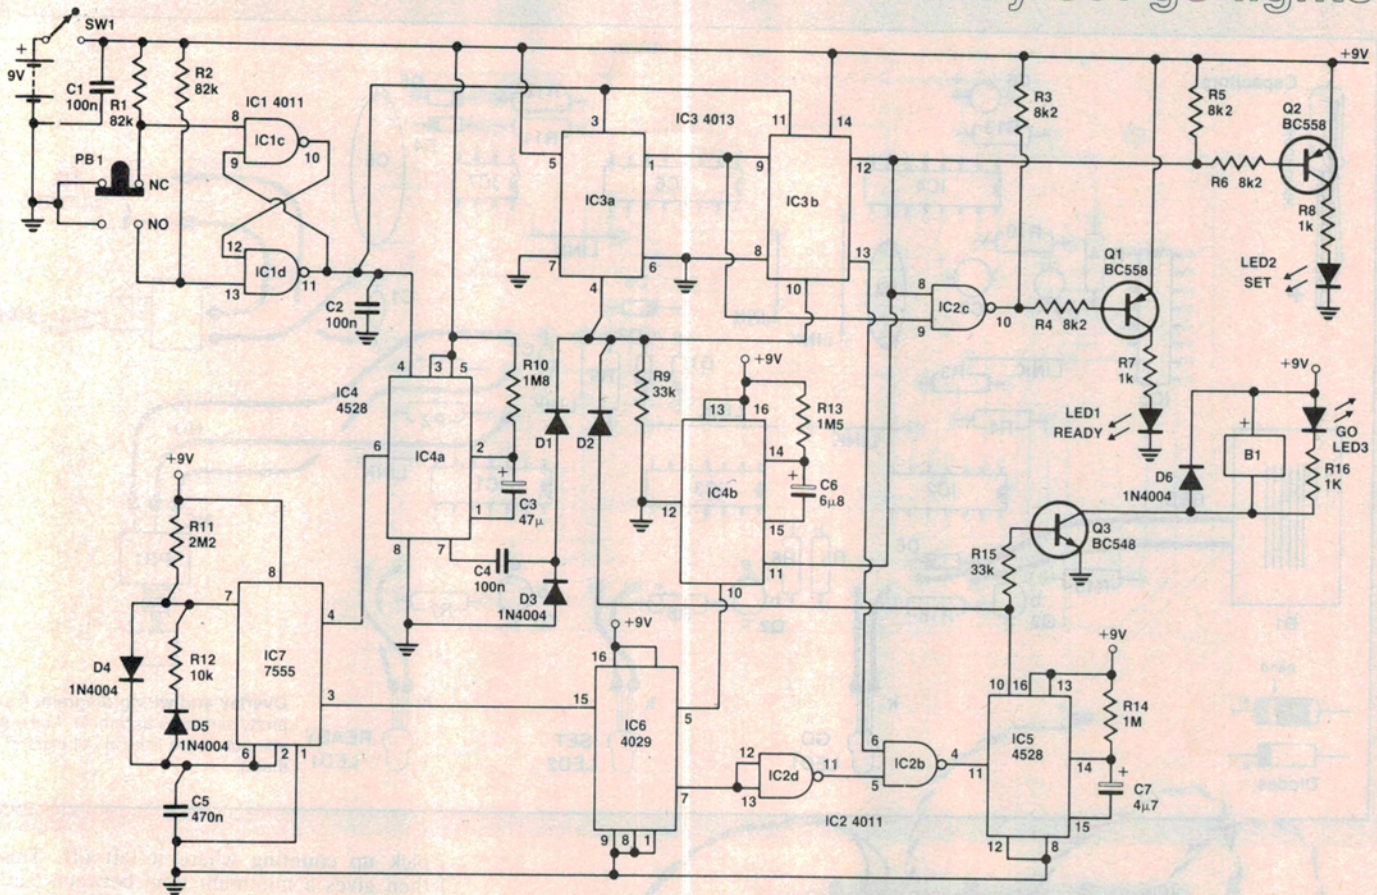 SW1
+9V
+
9V
C1
100n
R1
82k
R2
82k
IC1 4011
8
9
IC1c
10
PB1
NC
NO
12
13
IC1d
11
C2
100n
3
5
1
IC3a
7
6
4
IC3 4013
11
14
9
12
IC3b
8
13
10
R3
8k2
R5
8k2
Q2
BC558
R6 8k2
R8
1k
LED2
SET
8
9
IC2c
10
R4 8k2
Q1
BC558
R7
1k
LED1
READY
IC4
4528
4
3
5
R10
1M8
6
IC4a
2
+
C3
47μ
1
8
7
C4
100n
D1
D2
D3
1N4004
R9
33k
+9V
13
16
R13
1M5
14
IC4b
+
C6
6μ8
12
15
11
10
+9V
+
B1
GO
LED3
R16
1K
D6
1N4004
Q3
BC548
R15
33k
+9V
R11
2M2
8
7
4
IC7
7555
3
D4
1N4004
R12
10k
D5
1N4004
6
2
1
C5
470n
+9V
16
15
5
IC6
4029
7
9
8
1
12
13
IC2d
11
6
5
IC2b
4
IC2 4011
+9V
10
16
13
R14
1M
11
IC5
4528
14
+
C7
4μ7
15
12
8